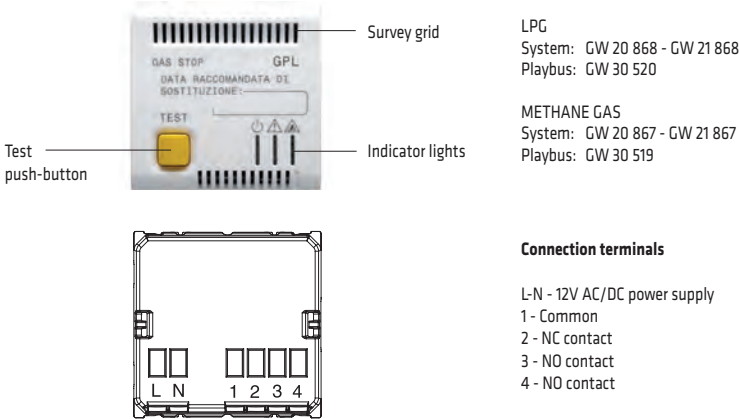 Survey grid
GAS STOP GPL
DATA RACCOMANDATA DI
SOSTITUZIONE:
TEST
Test
push-button
Indicator lights
LPG
System: GW 20 868 - GW 21 868
Playbus: GW 30 520
METHANE GAS
System: GW 20 867 - GW 21 867
Playbus: GW 30 519
L N 1 2 3 4
Connection terminals
L-N - 12V AC/DC power supply
1 - Common
2 - NC contact
3 - NO contact
4 - NO contact